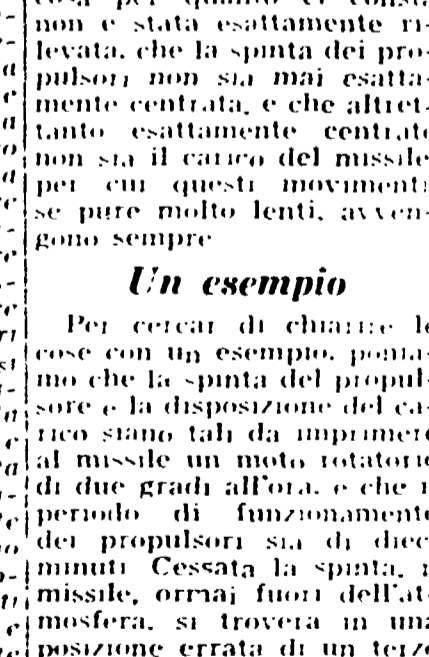 cosa per quanto ci consta
non e stata esattamente ri-
levata, che la spinta dei pro-
pulsori non sia mai esatta-
mente centrata, e che altret-
tanto esattamente centrato
non sia il carico del missile
per cui questi movimenti
se pure molto lenti, avven-
gono sempre
Un esempio
Per cercar di chiarire le
cose con un esempio, ponia-
mo che la spinta del propul-
sore e la disposizione del ca-
rico siano tali da imprimere
al missile un moto rotatorio
di due gradi all'ora, e che i
periodo di funzionamento
dei propulsori sia di diec
minuti Cessata la spinta, i
missile, ormai fuori dell'at-
mosfera, si troverà in una
posizione errata di un terzo